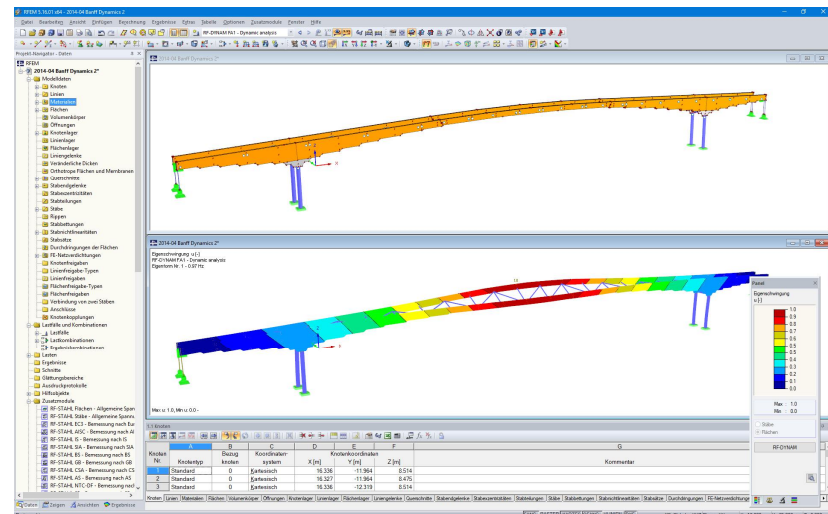 RFEM 5.16.01 x64 - 2014-04 Banff Dynamics 2*
Datei Bearbeiten Ansicht Einfügen Berechnung Ergebnisse Extras Tabelle Optionen Zusatzmodule Fenster Hilfe
RF-DYNAM FA1 - Dynamic analysis
Projekt-Navigator - Daten
RFEM
2014-04 Banff Dynamics 2*
Modelldaten
Knoten
Linien
Materialien
Flächen
Volumenkörper
Öffnungen
Knotenlager
Linienlager
Flächenlager
Liniengelenke
Veränderliche Dicken
Orthotrope Flächen und Membranen
Querschnitte
Stabendgelenke
Stabexzentrizitäten
Stabteilungen
Stäbe
Rippen
Stabbettungen
Stabnichtlinearitäten
Stabsätze
Durchdringungen der Flächen
FE-Netzverdichtungen
Knotenfreigaben
Linienfreigabe-Typen
Linienfreigaben
Flächenfreigabe-Typen
Flächenfreigaben
Verbindung von zwei Stäben
Anschlüsse
Knotenkopplungen
Lastfälle und Kombinationen
Lastfälle
Lastkombinationen
Ergebniskombinationen
Lasten
Ergebnisse
Schnitte
Glättungsbereiche
Ausdruckprotokolle
Hilfsobjekte
Zusatzmodule
RF-STAHL Flächen - Allgemeine Span
RF-STAHL Stäbe - Allgemeine Spannu
RF-STAHL EC3 - Bemessung nach Eur
RF-STAHL AISC - Bemessung nach AI
RF-STAHL IS - Bemessung nach IS
RF-STAHL SIA - Bemessung nach SIA
RF-STAHL BS - Bemessung nach BS
RF-STAHL GB - Bemessung nach GB
RF-STAHL CSA - Bemessung nach CS
RF-STAHL AS - Bemessung nach AS
RF-STAHL NTC-DF - Bemessung nac
Daten Zeigen Ansichten Ergebnisse
2014-04 Banff Dynamics 2*
2014-04 Banff Dynamics 2*
Eigenschwingung u [-]
RF-DYNAM FA1 - Dynamic analysis
Eigenform Nr. 1 - 0.97 Hz
Max u: 1.0, Min u: 0.0 -
Panel
Eigenschwingung
u [-]
1.0
0.9
0.8
0.7
0.6
0.5
0.5
0.4
0.3
0.2
0.1
0.0
Max : 1.0
Min : 0.0
Stäbe
Flächen
RF-DYNAM
1.1 Knoten
A B C D E F G
Knoten Bezug Koordinaten- Knotenkoordinaten
Nr. Knotentyp knoten system X [m] Y [m] Z [m] Kommentar
1 Standard 0 Kartesisch 16.336 -11.964 8.514
2 Standard 0 Kartesisch 16.327 -11.964 8.475
3 Standard 0 Kartesisch 16.336 -12.319 8.514
Knoten Linien Materialien Flächen Volumenkörper Öffnungen Knotenlager Linienlager Flächenlager Liniengelenke Querschnitte Stabendgelenke Stabexzentrizitäten Stabteilungen Stäbe Stabbettungen Stabnichtlinearitäten Stabsätze Durchdringungen FE-Netzverdichtungen